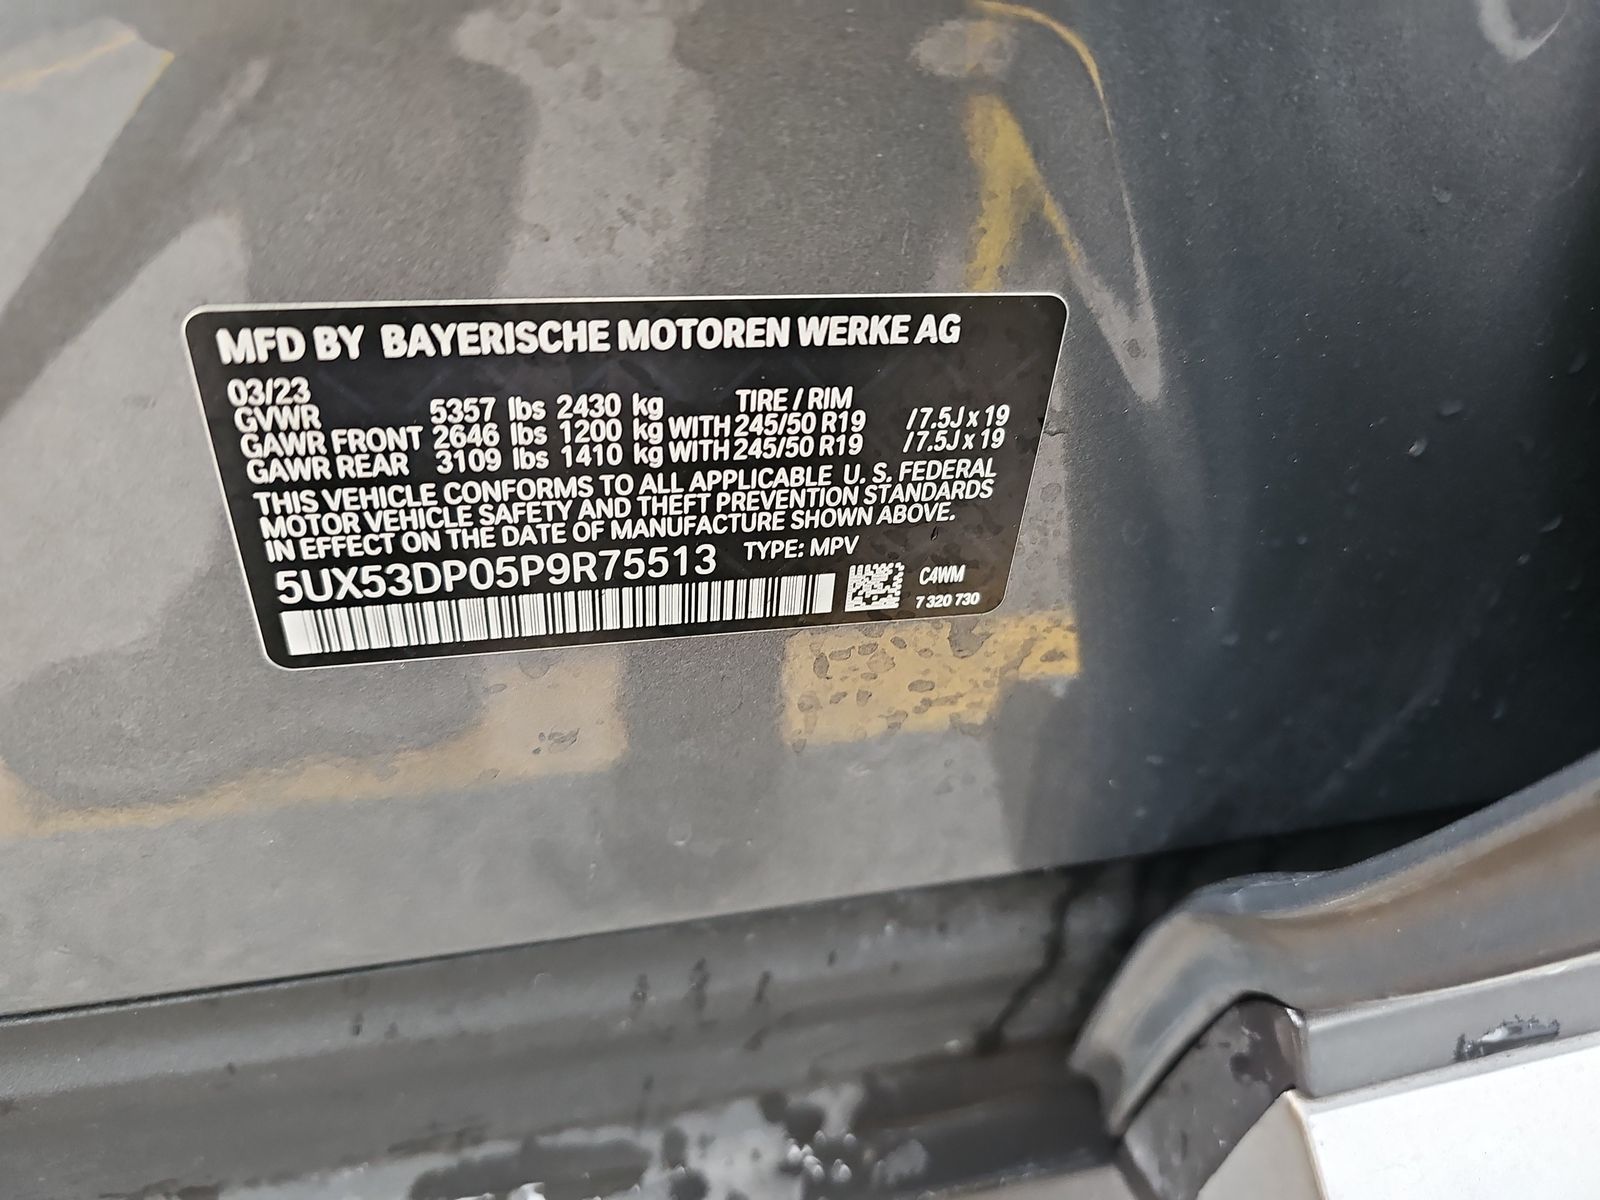 MFD BY BAYERISCHE MOTOREN WERKE AG
03/23
TIRE / RIM
GVWR 5357 lbs 2430 kg
GAWR FRONT 2646 lbs 1200 kg WITH 245/50 R19 /7.5J x 19
GAWR REAR 3109 lbs 1410 kg WITH 245/50 R19 /7.5J x 19
THIS VEHICLE CONFORMS TO ALL APPLICABLE U. S. FEDERAL
MOTOR VEHICLE SAFETY AND THEFT PREVENTION STANDARDS
IN EFFECT ON THE DATE OF MANUFACTURE SHOWN ABOVE.
5UX53DP05P9R75513 TYPE: MPV
C4WM
7 320 730